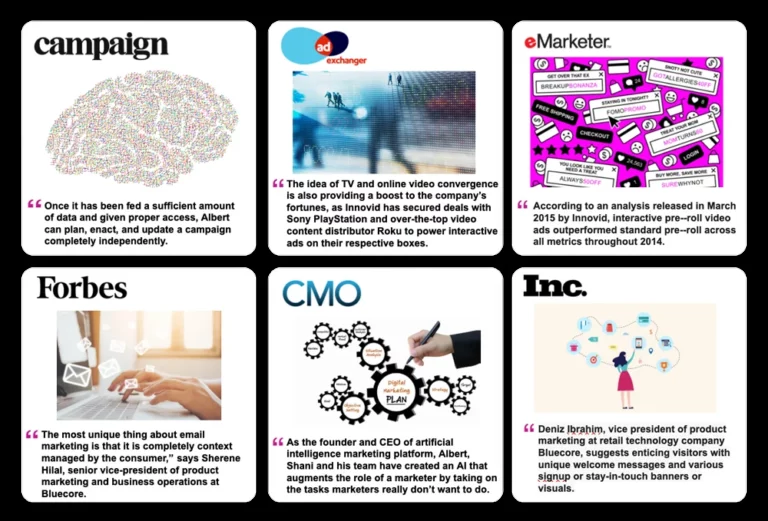 campaign
“ Once it has been fed a sufficient amount
of data and given proper access, Albert
can plan, enact, and update a campaign
completely independently.
ad
exchanger
“ The idea of TV and online video convergence
is also providing a boost to the company's
fortunes, as Innovid has secured deals with
Sony PlayStation and over-the-top video
content distributor Roku to power interactive
ads on their respective boxes.
eMarketer™
GET OVER THAT EX
BREAKUPBONANZA
SNOT? NOT CUTE
GOTALLERGIES4OFF
STAYING IN TONIGHT?
FOMOPROMO
FREE SHIPPING
CHECKOUT
TREAT YOUR MOM
24,563
LOGIN
YOU LOOK LIKE YOU
NEED A TREAT
ALWAYS50OFF
BUY MORE, SAVE MORE
SUREWHYNOT
“ According to an analysis released in March
2015 by Innovid, interactive pre--roll video
ads outperformed standard pre--roll across
all metrics throughout 2014.
Forbes
“ The most unique thing about email
marketing is that it is completely context
managed by the consumer,” says Sherene
Hilal, senior vice-president of product
marketing and business operations at
Bluecore.
CMO
Situation
Analysis
Digital
marketing
PLAN
Strategy
Objective
Setting
“ As the founder and CEO of artificial
intelligence marketing platform, Albert,
Shani and his team have created an AI that
augments the role of a marketer by taking on
the tasks marketers really don't want to do.
Inc.
“ Deniz Ibrahim, vice president of product
marketing at retail technology company
Bluecore, suggests enticing visitors with
unique welcome messages and various
signup or stay-in-touch banners or
visuals.